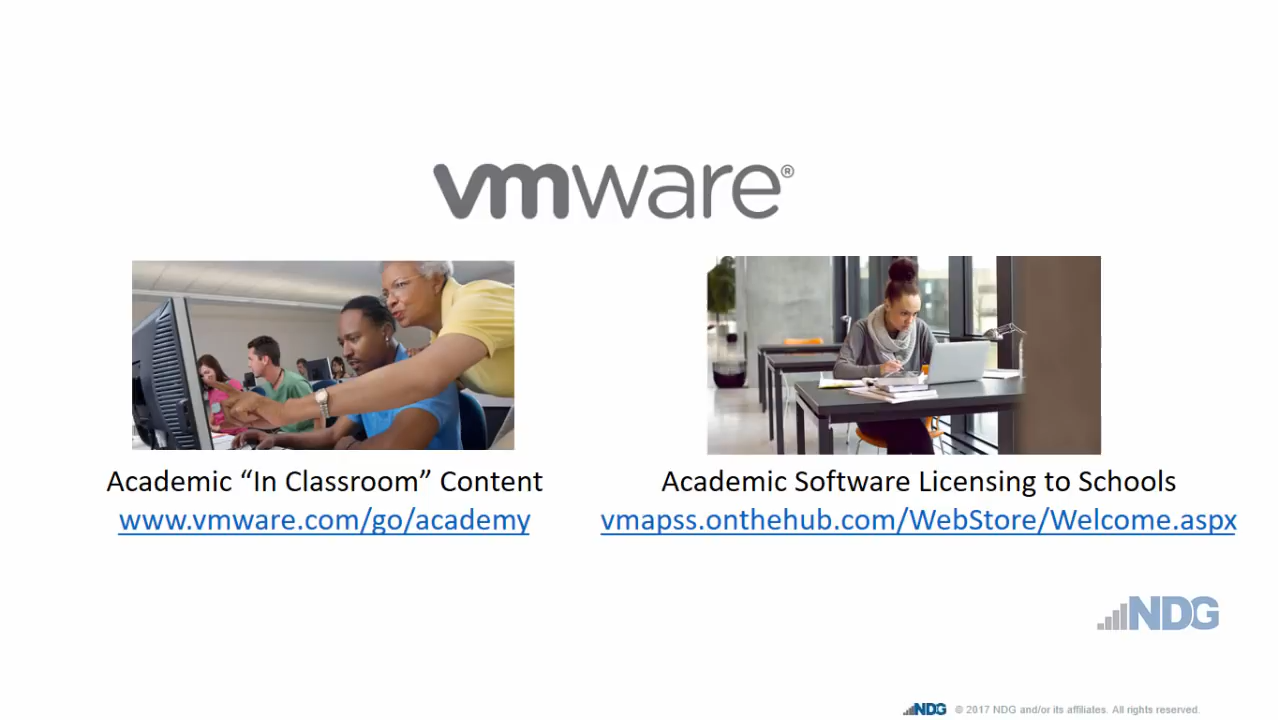 vmware®
Academic “In Classroom” Content
www.vmware.com/go/academy
Academic Software Licensing to Schools
vmapss.onthehub.com/WebStore/Welcome.aspx
NDG
NDG © 2017 NDG and/or its affiliates. All rights reserved.